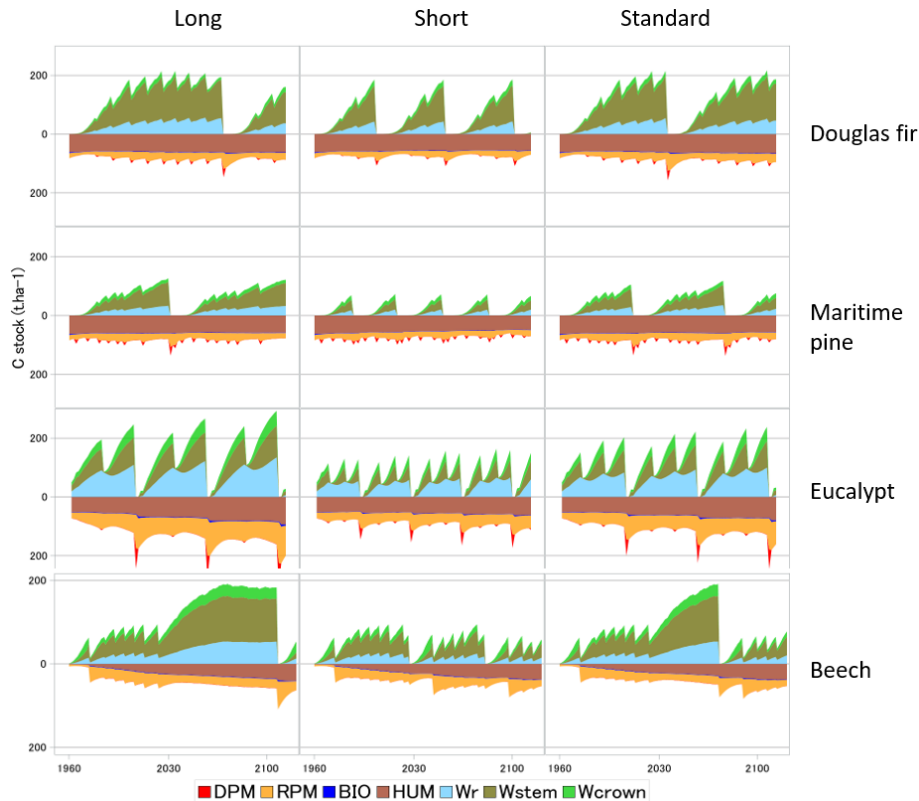 Long Short Standard
200
0
200
Douglas fir
200
0
200
Maritime
pine
C stock (t.ha−1)
200
0
200
Eucalypt
200
0
200
Beech
1960 2030 2100 1960 2030 2100 1960 2030 2100
DPM RPM BIO HUM Wr Wstem Wcrown